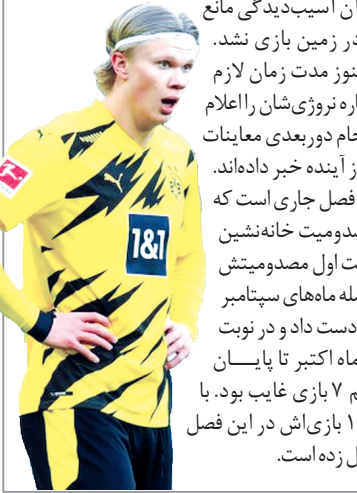 ان آسیب‌دیدگی مانع
در زمین بازی نشد.
نوز مدت زمان لازم
اره نروژی‌شان را اعلام
جام دور بعدی معاینات
ز آینده خبر داده‌اند.
فصل جاری است که
صدومیت خانه‌نشین
ت اول مصدومیتش
له ماه‌های سپتامبر
دست داد و در نوبت
ماه اکتبر تا پایـــان
م ۷ بازی غایب بود. با
۱ بازی‌اش در این فصل
ل زده است.
1&1